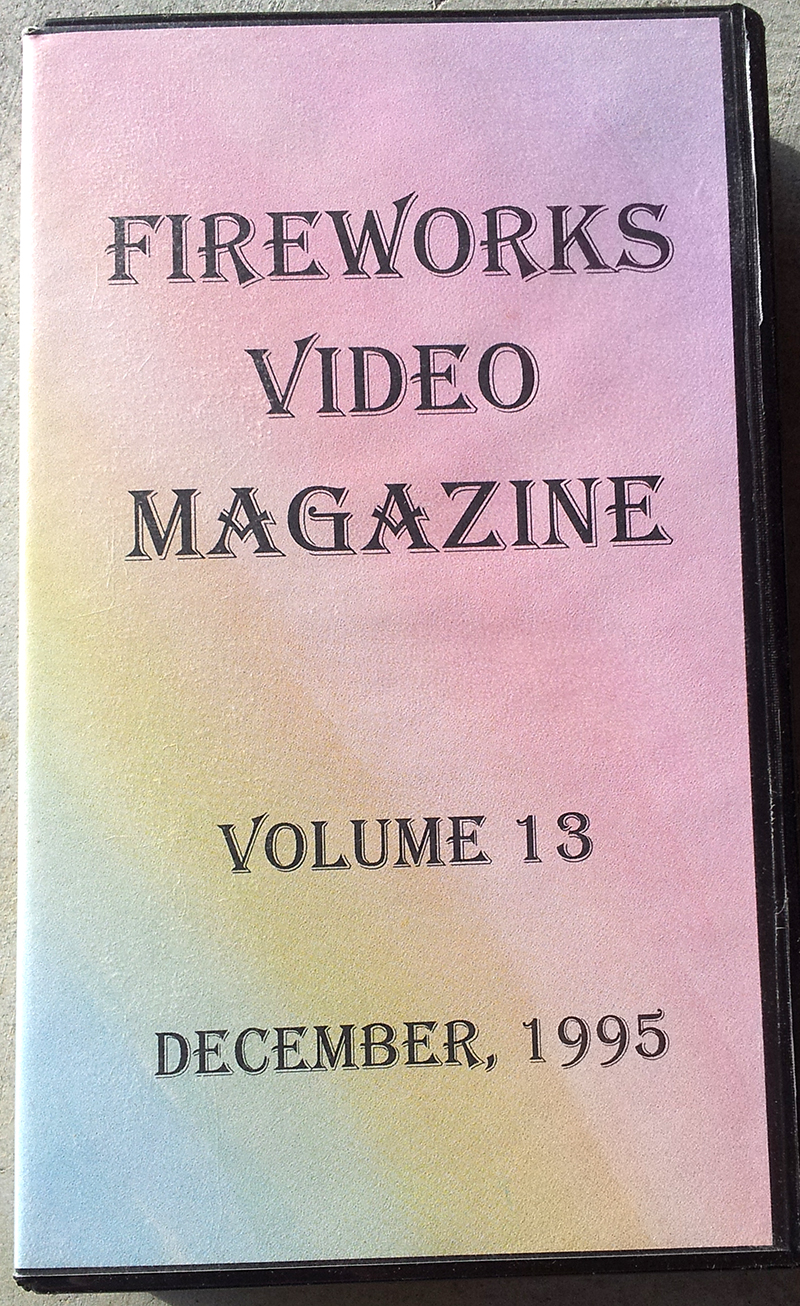 FIREWORKS
VIDEO
MAGAZINE
VOLUME 13
DECEMBER, 1995